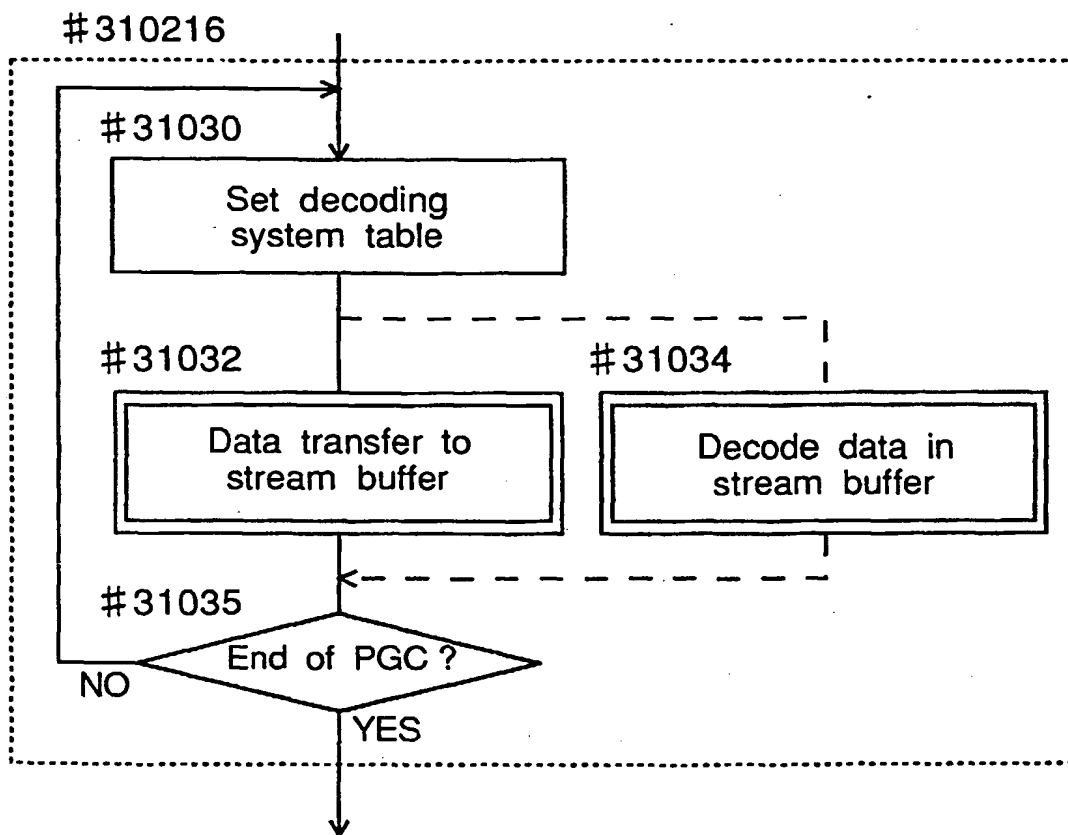 #310216
#31030
Set decoding
system table
#31032
#31034
Data transfer to
stream buffer
Decode data in
stream buffer
#31035
End of PGC ?
NO
YES